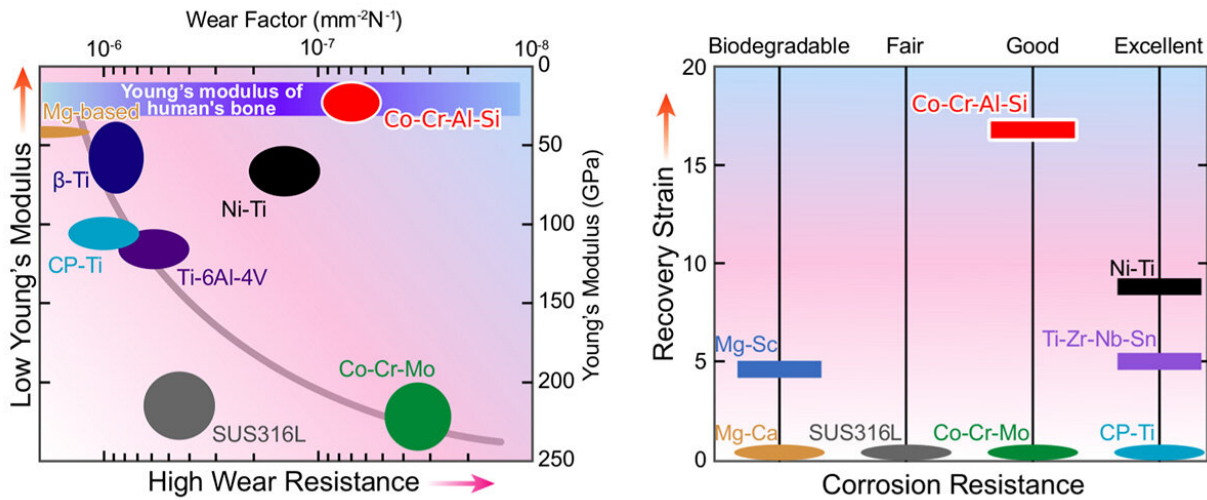 Wear Factor (mm⁻²N⁻¹)
10⁻⁶
10⁻⁷
10⁻⁸
Low Young's Modulus
Young's modulus of
human's bone
Mg-based
Co-Cr-Al-Si
β-Ti
Ni-Ti
CP-Ti
Ti-6Al-4V
Co-Cr-Mo
SUS316L
0
50
100
150
200
250
Young's Modulus (GPa)
High Wear Resistance
Biodegradable
Fair
Good
Excellent
20
15
10
5
0
Recovery Strain
Co-Cr-Al-Si
Ni-Ti
Mg-Sc
Ti-Zr-Nb-Sn
Mg-Ca
SUS316L
Co-Cr-Mo
CP-Ti
Corrosion Resistance